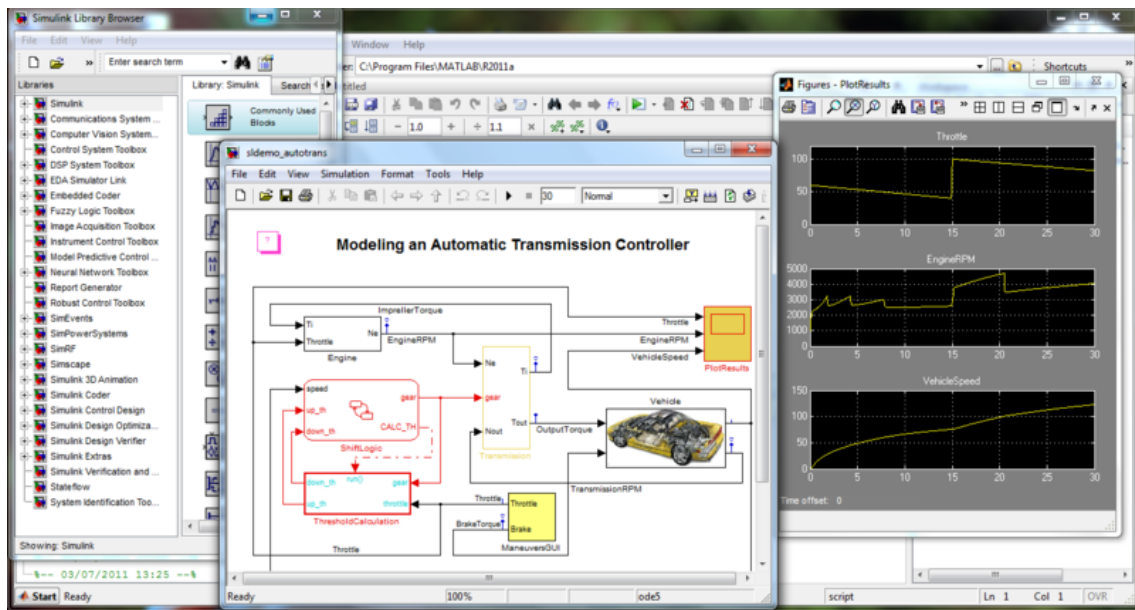 Simulink Library Browser
File Edit View Help
Enter search term
Libraries
Library: Simulink
Search
Simulink
Communications System ...
Computer Vision System...
Control System Toolbox
DSP System Toolbox
EDA Simulator Link
Embedded Coder
Fuzzy Logic Toolbox
Image Acquisition Toolbox
Instrument Control Toolbox
Model Predictive Control ...
Neural Network Toolbox
Report Generator
Robust Control Toolbox
SimEvents
SimPowerSystems
SimRF
Simscape
Simulink 3D Animation
Simulink Coder
Simulink Control Design
Simulink Design Optimiza...
Simulink Design Verifier
Simulink Extras
Simulink Verification and ...
Stateflow
System Identification Too...
Commonly Used
Blocks
Showing: Simulink
%-- 03/07/2011 13:25 --%
Start Ready
Window Help
C:\Program Files\MATLAB\R2011a
Shortcuts
1.0
1.1
sldemo_autotrans
File Edit View Simulation Format Tools Help
30
Normal
?
Modeling an Automatic Transmission Controller
ImprellerTorque
Ti
Throttle
Ne
EngineRPM
Engine
Throttle
EngineRPM
VehicleSpeed
PlotResults
Ne
gear
Nout
Ti
Tout
Transmission
OutputTorque
Vehicle
TransmissionRPM
speed
up_th
down_th
gear
CALC_TH
ShiftLogic
down_th
up_th
run()
gear
throttle
ThresholdCalculation
Throttle
BrakeTorque
Throttle
Brake
ManeuversGUI
Throttle
Ready
100%
ode5
Figures - PlotResults
Throttle
100
50
0
0 5 10 15 20 25 30
EngineRPM
5000
4000
3000
2000
1000
0
0 5 10 15 20 25 30
VehicleSpeed
150
100
50
0
0 5 10 15 20 25 30
Time offset: 0
script
Ln 1 Col 1 OVR